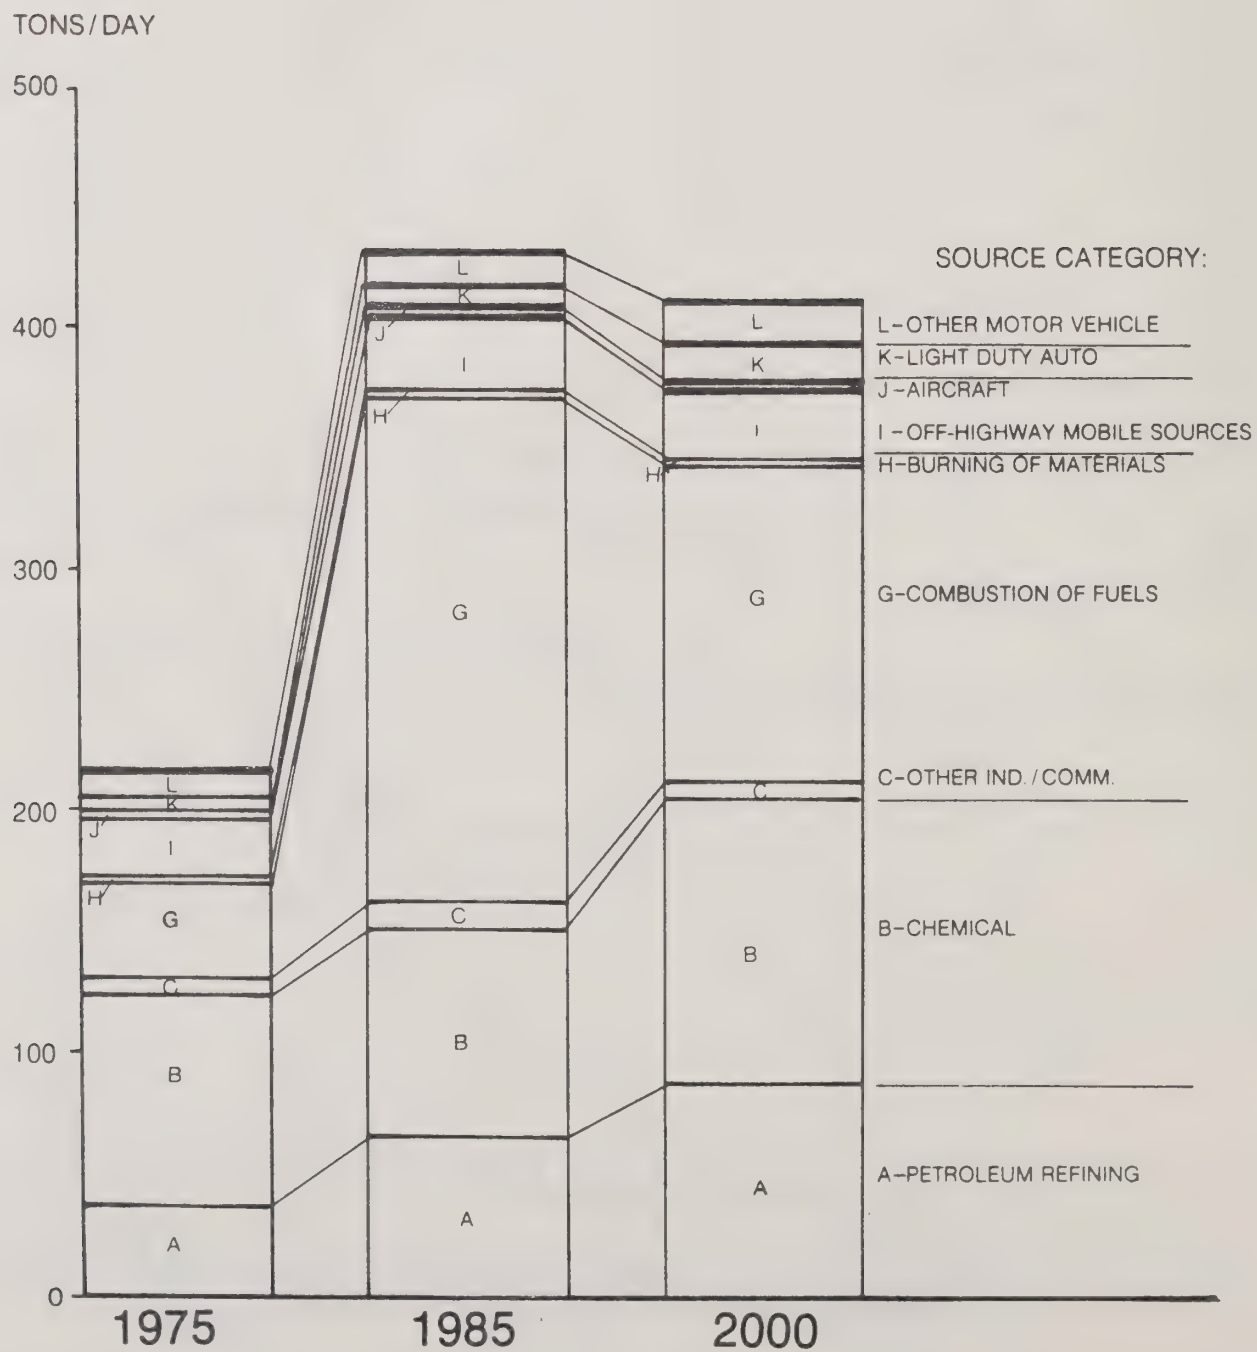 TONS/DAY
500
400
300
200
100
0
L
K
J
I
H
G
C
B
A
L
K
J
I
H
G
C
B
A
L
K
I
H
G
C
B
A
1975
1985
2000
SOURCE CATEGORY:
L-OTHER MOTOR VEHICLE
K-LIGHT DUTY AUTO
J-AIRCRAFT
I-OFF-HIGHWAY MOBILE SOURCES
H-BURNING OF MATERIALS
G-COMBUSTION OF FUELS
C-OTHER IND./COMM.
B-CHEMICAL
A-PETROLEUM REFINING